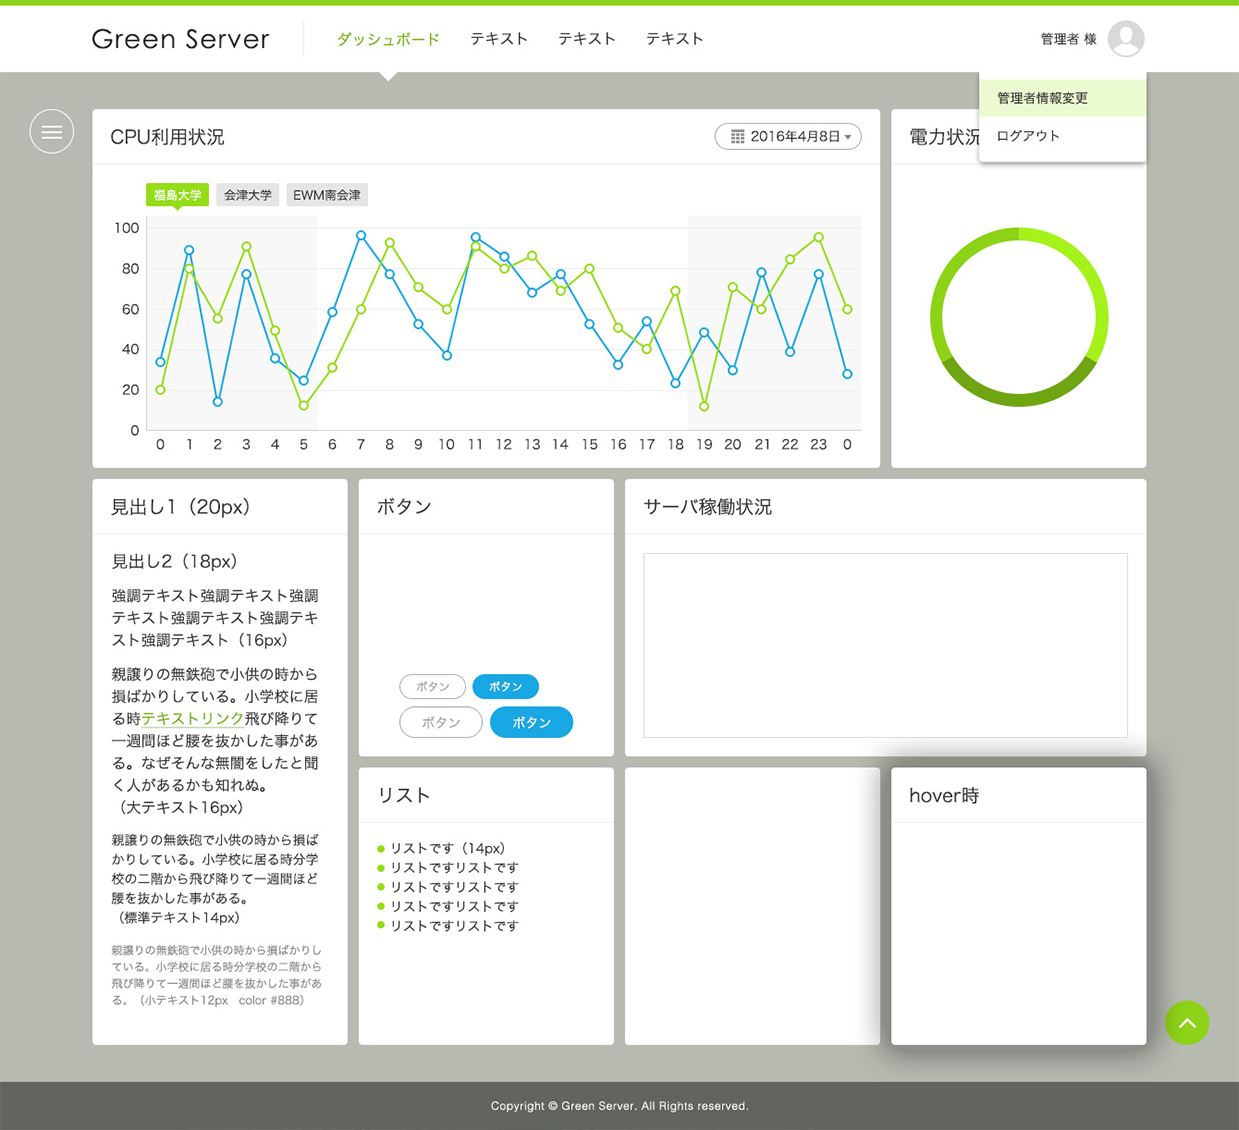 Green Server
ダッシュボード
テキスト
テキスト
テキスト
管理者 様
管理者情報変更
ログアウト
CPU利用状況
2016年4月8日
電力状況
福島大学
会津大学
EWM南会津
100
80
60
40
20
0
0 1 2 3 4 5 6 7 8 9 10 11 12 13 14 15 16 17 18 19 20 21 22 23 0
見出し1（20px）
見出し2（18px）
強調テキスト強調テキスト強調
テキスト強調テキスト強調テキ
スト強調テキスト（16px）
親譲りの無鉄砲で小供の時から
損ばかりしている。小学校に居
る時テキストリンク飛び降りて
一週間ほど腰を抜かした事があ
る。なぜそんな無闇をしたと聞
く人があるかも知れぬ。
（大テキスト16px）
親譲りの無鉄砲で小供の時から損ば
かりしている。小学校に居る時分学
校の二階から飛び降りて一週間ほど
腰を抜かした事がある。
（標準テキスト14px）
親譲りの無鉄砲で小供の時から損ばかりし
ている。小学校に居る時分学校の二階から
飛び降りて一週間ほど腰を抜かした事があ
る。（小テキスト12px　color #888）
ボタン
ボタン
ボタン
ボタン
ボタン
サーバ稼働状況
リスト
リストです（14px）
リストですリストです
リストですリストです
リストですリストです
リストですリストです
hover時
Copyright © Green Server. All Rights reserved.